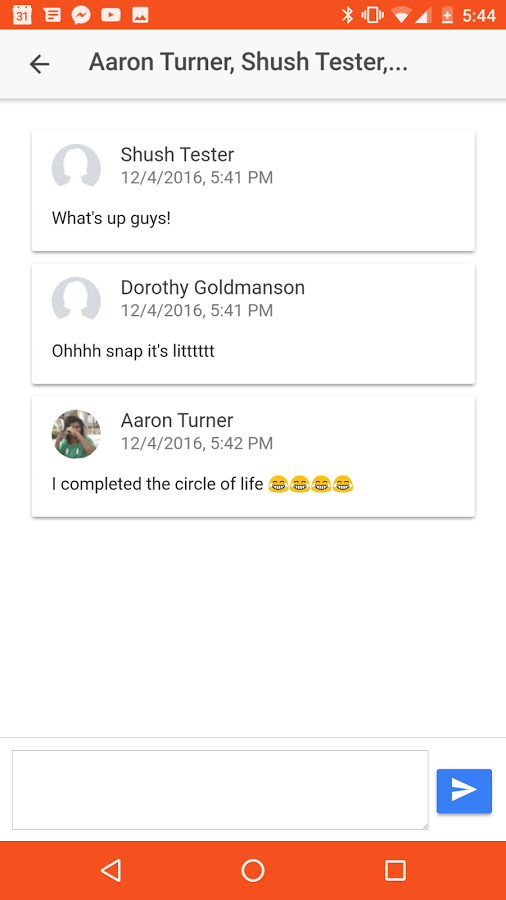 31 5:44
Aaron Turner, Shush Tester,...
Shush Tester
12/4/2016, 5:41 PM
What's up guys!
Dorothy Goldmanson
12/4/2016, 5:41 PM
Ohhhh snap it's litttttt
Aaron Turner
12/4/2016, 5:42 PM
I completed the circle of life 😂😂😂😂